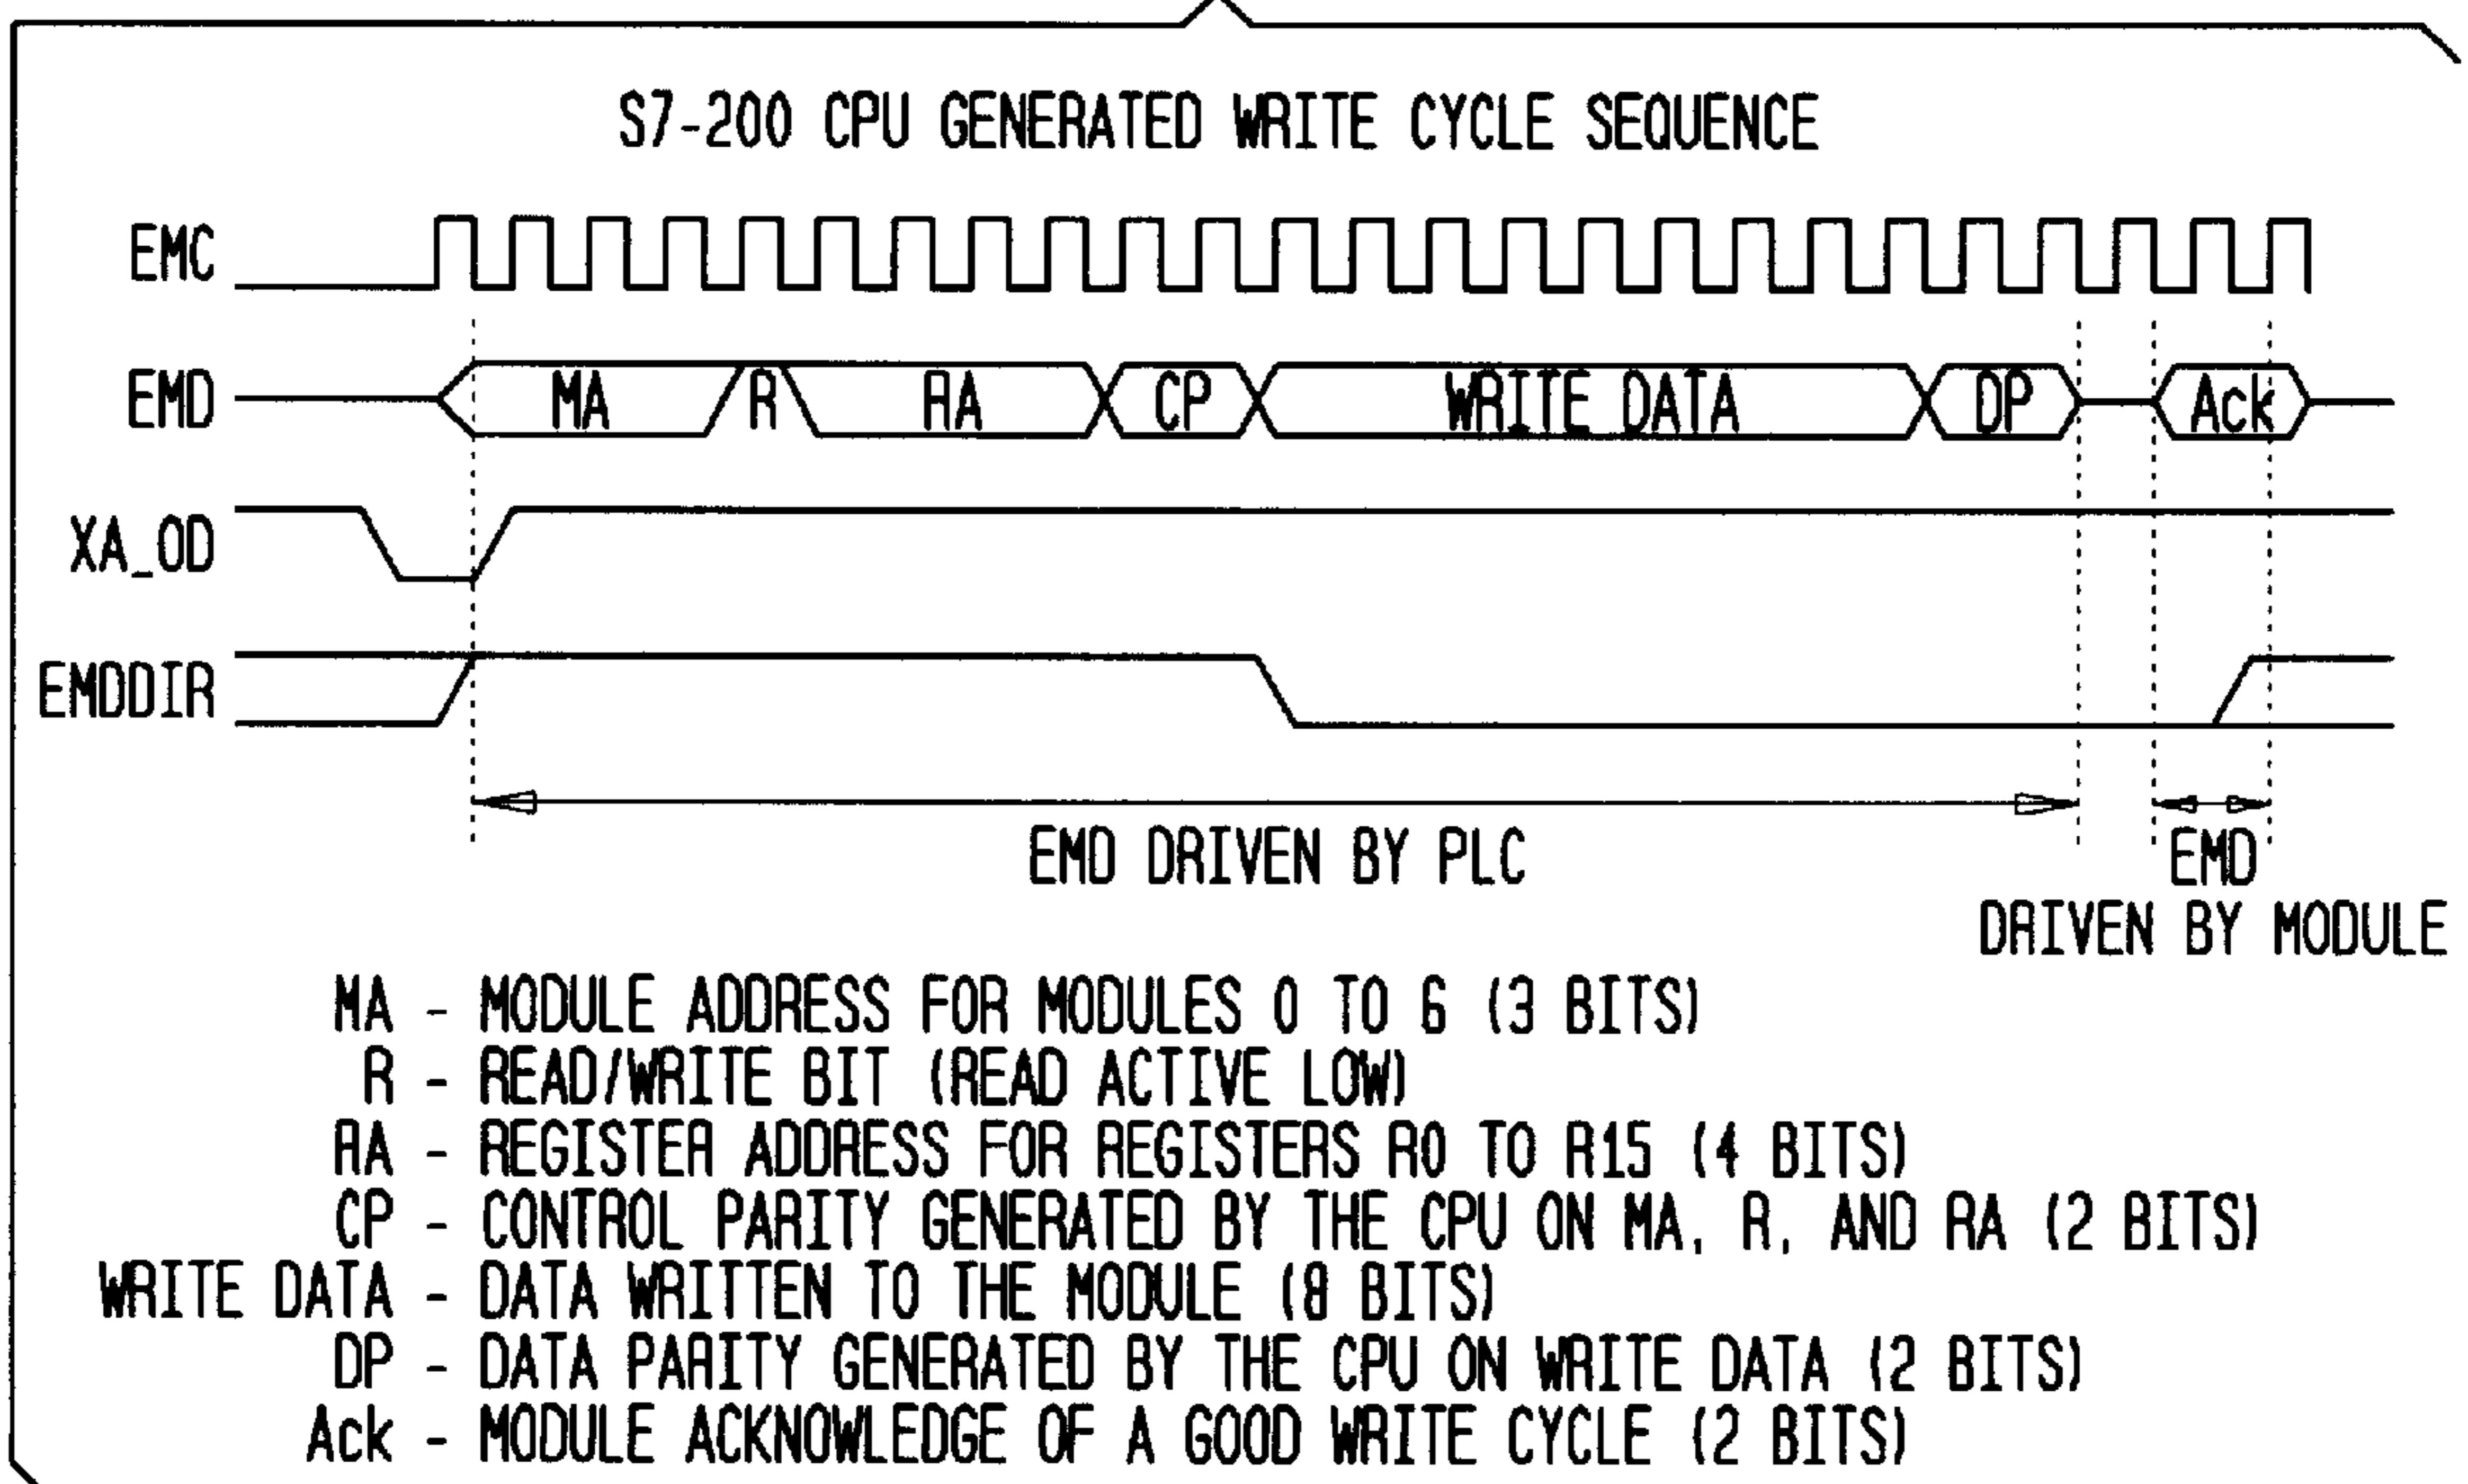 S7-200 CPU GENERATED WRITE CYCLE SEQUENCE
EMC
EMD
MA R RA CP WRITE DATA DP Ack
XA_OD
EMDDIR
EMD DRIVEN BY PLC
EMD
DRIVEN BY MODULE
MA - MODULE ADDRESS FOR MODULES 0 TO 6 (3 BITS)
R - READ/WRITE BIT (READ ACTIVE LOW)
RA - REGISTER ADDRESS FOR REGISTERS R0 TO R15 (4 BITS)
CP - CONTROL PARITY GENERATED BY THE CPU ON MA, R, AND RA (2 BITS)
WRITE DATA - DATA WRITTEN TO THE MODULE (8 BITS)
DP - DATA PARITY GENERATED BY THE CPU ON WRITE DATA (2 BITS)
Ack - MODULE ACKNOWLEDGE OF A GOOD WRITE CYCLE (2 BITS)